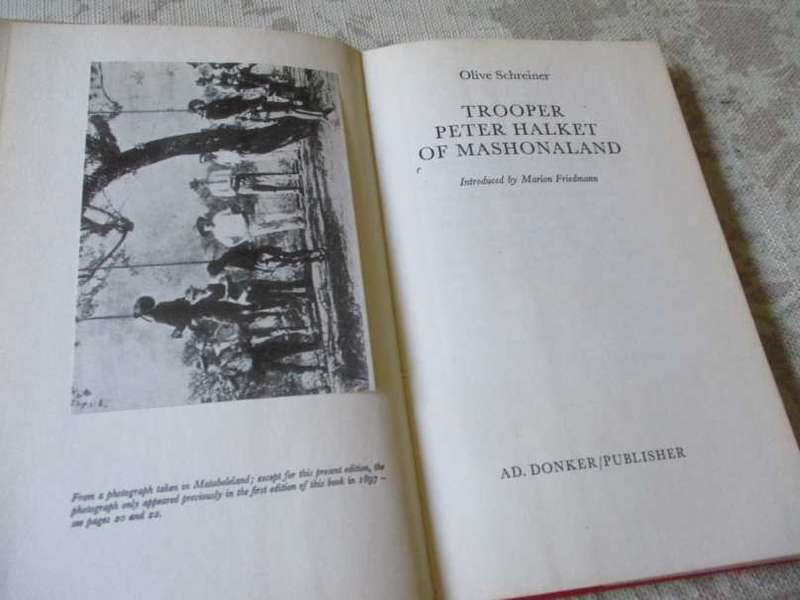 From a photograph taken in Matabeleland; except for this present edition, the
photograph only appeared previously in the first edition of this book in 1897 –
see pages 20 and 22.
Olive Schreiner
TROOPER
PETER HALKET
OF MASHONALAND
Introduced by Marion Friedmann
AD. DONKER/PUBLISHER